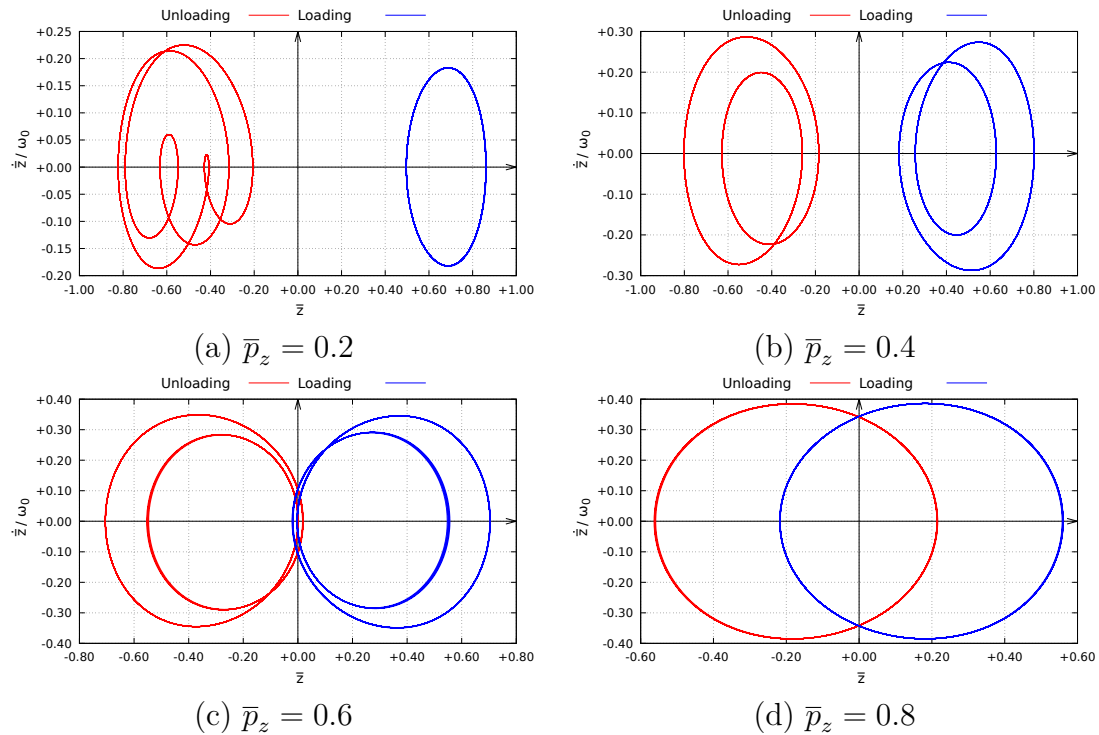 Unloading Loading Unloading Loading
+0.25 +0.30
+0.20
+0.20
+0.15
+0.10 +0.10
+0.05
ż̅ / ω₀ +0.00 ż̅ / ω₀ +0.00
-0.05
-0.10 -0.10
-0.15 -0.20
-0.20 -0.30
-1.00 -0.80 -0.60 -0.40 -0.20 +0.00 +0.20 +0.40 +0.60 +0.80 +1.00 -1.00 -0.80 -0.60 -0.40 -0.20 +0.00 +0.20 +0.40 +0.60 +0.80 +1.00
z̅ z̅
(a) p̅_z = 0.2 (b) p̅_z = 0.4
Unloading Loading Unloading Loading
+0.40 +0.40
+0.30 +0.30
+0.20 +0.20
+0.10 +0.10
ż̅ / ω₀ +0.00 ż̅ / ω₀ +0.00
-0.10 -0.10
-0.20 -0.20
-0.30 -0.30
-0.40 -0.40
-0.80 -0.60 -0.40 -0.20 +0.00 +0.20 +0.40 +0.60 +0.80 -0.60 -0.40 -0.20 +0.00 +0.20 +0.40 +0.60
z̅ z̅
(c) p̅_z = 0.6 (d) p̅_z = 0.8